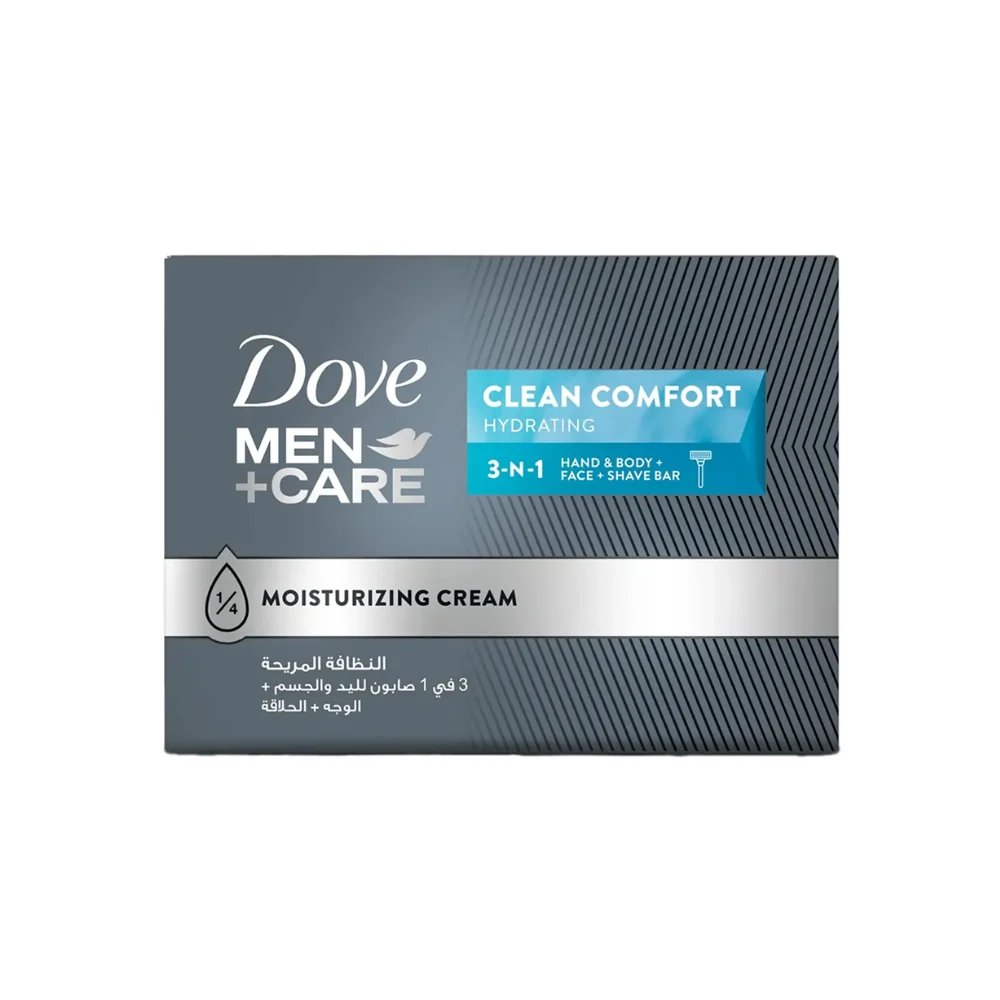 Dove
MEN
+CARE
CLEAN COMFORT
HYDRATING
3-N-1 HAND & BODY +
FACE + SHAVE BAR
1/4 MOISTURIZING CREAM
النظافة المريحة
3 في 1 صابون لليد والجسم +
الوجه + الحلاقة